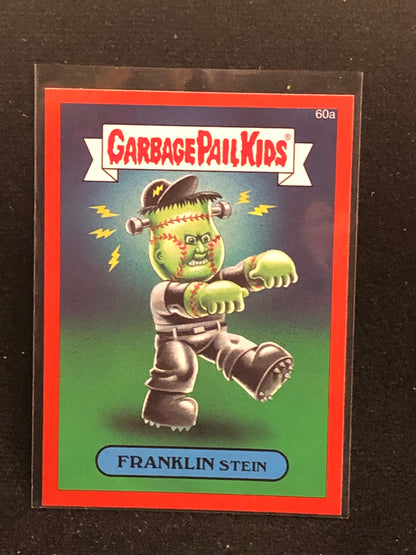 60a
GARBAGE PAIL KIDS®
FRANKLIN STEIN